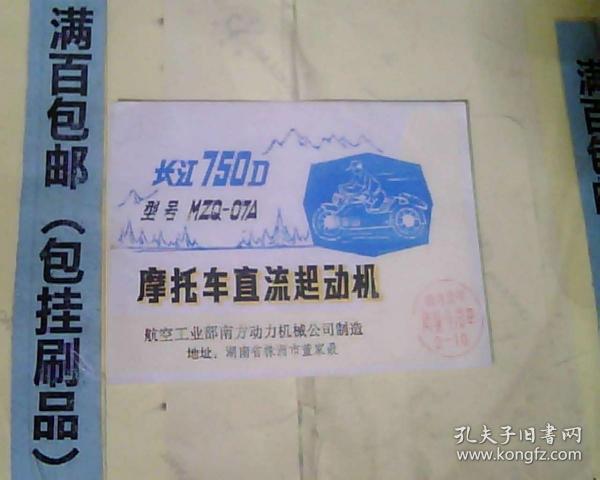 满百包邮（包挂刷品）
长江750D
型号 MZQ-07A
摩托车直流起动机
航空工业部南方动力机械公司制造
地址：湖南省株洲市董家塅
满百包邮
孔夫子旧书网
www.kongfz.com